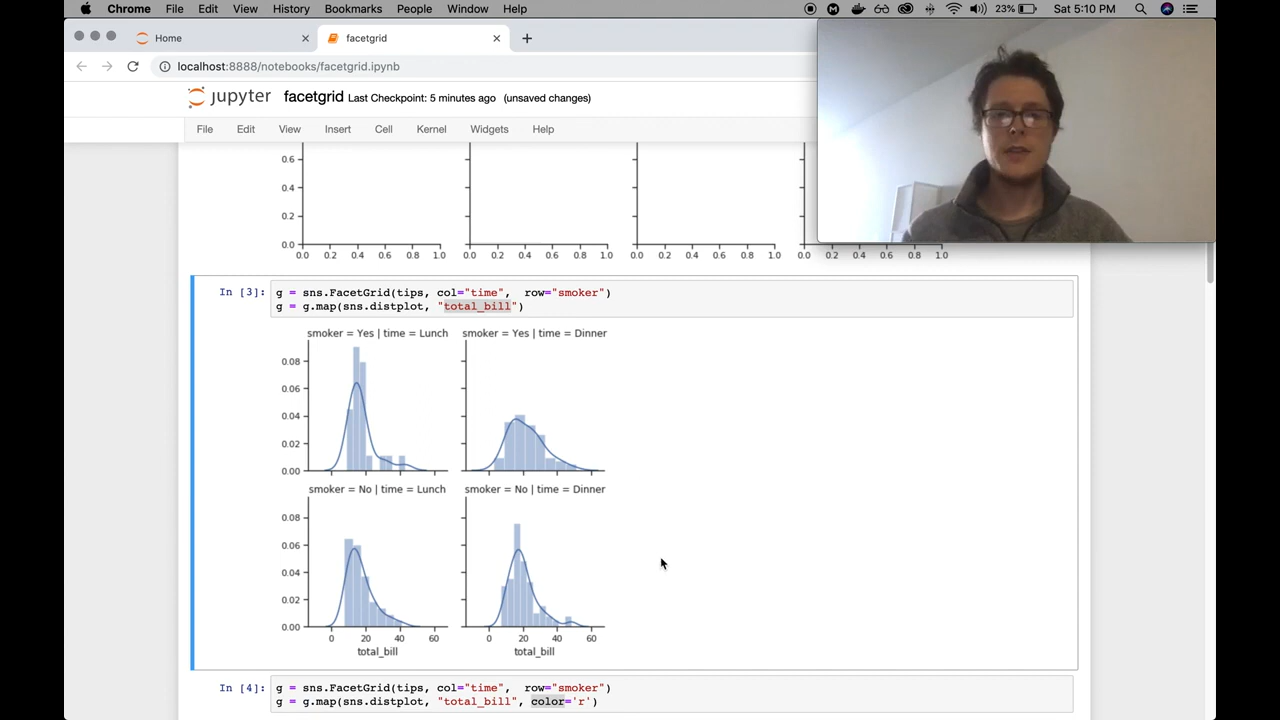 Chrome File Edit View History Bookmarks People Window Help 23% Sat 5:10 PM
Home facetgrid
localhost:8888/notebooks/facetgrid.ipynb
jupyter facetgrid Last Checkpoint: 5 minutes ago (unsaved changes)
File Edit View Insert Cell Kernel Widgets Help
0.6
0.4
0.2
0.0
0.0 0.2 0.4 0.6 0.8 1.0 0.0 0.2 0.4 0.6 0.8 1.0 0.0 0.2 0.4 0.6 0.8 1.0 0.0 0.2 0.4 0.6 0.8 1.0
In [3]: g = sns.FacetGrid(tips, col="time", row="smoker")
g = g.map(sns.distplot, "total_bill")
smoker = Yes | time = Lunch smoker = Yes | time = Dinner
0.08
0.06
0.04
0.02
0.00
smoker = No | time = Lunch smoker = No | time = Dinner
0.08
0.06
0.04
0.02
0.00
0 20 40 60 0 20 40 60
total_bill total_bill
In [4]: g = sns.FacetGrid(tips, col="time", row="smoker")
g = g.map(sns.distplot, "total_bill", color='r')